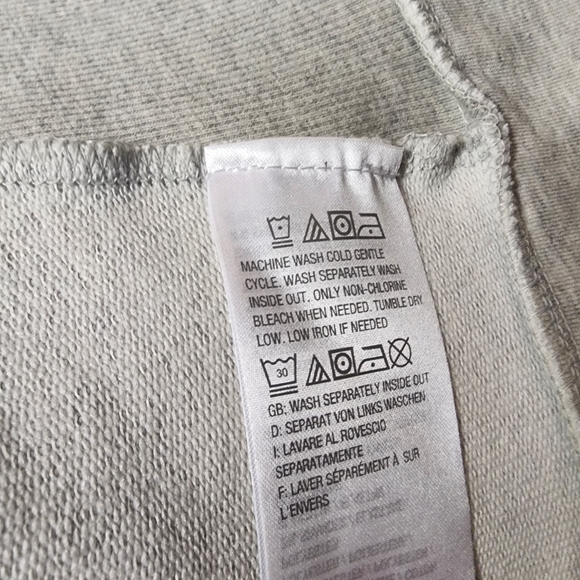 MACHINE WASH COLD GENTLE
CYCLE. WASH SEPARATELY WASH
INSIDE OUT. ONLY NON-CHLORINE
BLEACH WHEN NEEDED. TUMBLE DRY
LOW. LOW IRON IF NEEDED
30
GB: WASH SEPARATELY INSIDE OUT
D: SEPARAT VON LINKS WASCHEN
I: LAVARE AL ROVESCIO
SEPARATAMENTE
F: LAVER SÉPARÉMENT À SUR
L'ENVERS